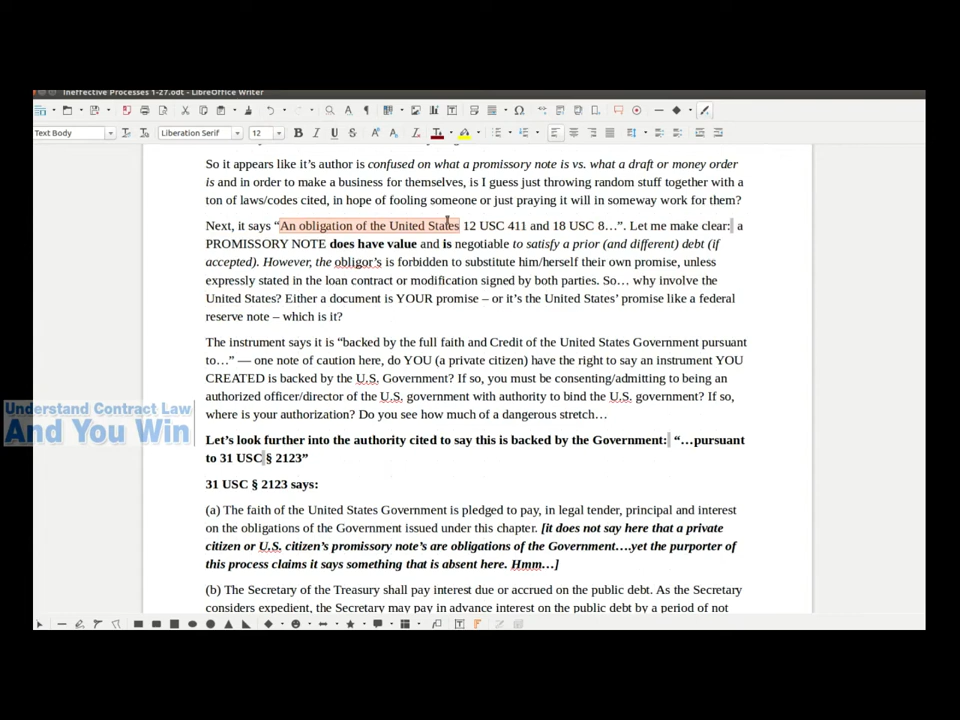 Ineffective Processes 1-27.odt - LibreOffice Writer
Text Body Liberation Serif 12
So it appears like it's author is confused on what a promissory note is vs. what a draft or money order
is and in order to make a business for themselves, is I guess just throwing random stuff together with a
ton of laws/codes cited, in hope of fooling someone or just praying it will in someway work for them?
Next, it says “An obligation of the United States 12 USC 411 and 18 USC 8…”. Let me make clear: a
PROMISSORY NOTE does have value and is negotiable to satisfy a prior (and different) debt (if
accepted). However, the obligor’s is forbidden to substitute him/herself their own promise, unless
expressly stated in the loan contract or modification signed by both parties. So… why involve the
United States? Either a document is YOUR promise – or it’s the United States’ promise like a federal
reserve note – which is it?
The instrument says it is “backed by the full faith and Credit of the United States Government pursuant
to…” — one note of caution here, do YOU (a private citizen) have the right to say an instrument YOU
CREATED is backed by the U.S. Government? If so, you must be consenting/admitting to being an
authorized officer/director of the U.S. government with authority to bind the U.S. government? If so,
where is your authorization? Do you see how much of a dangerous stretch…
Understand Contract Law
And You Win
Let’s look further into the authority cited to say this is backed by the Government: “…pursuant
to 31 USC § 2123”
31 USC § 2123 says:
(a) The faith of the United States Government is pledged to pay, in legal tender, principal and interest
on the obligations of the Government issued under this chapter. [it does not say here that a private
citizen or U.S. citizen’s promissory note’s are obligations of the Government….yet the purporter of
this process claims it says something that is absent here. Hmm…]
(b) The Secretary of the Treasury shall pay interest due or accrued on the public debt. As the Secretary
considers expedient, the Secretary may pay in advance interest on the public debt by a period of not